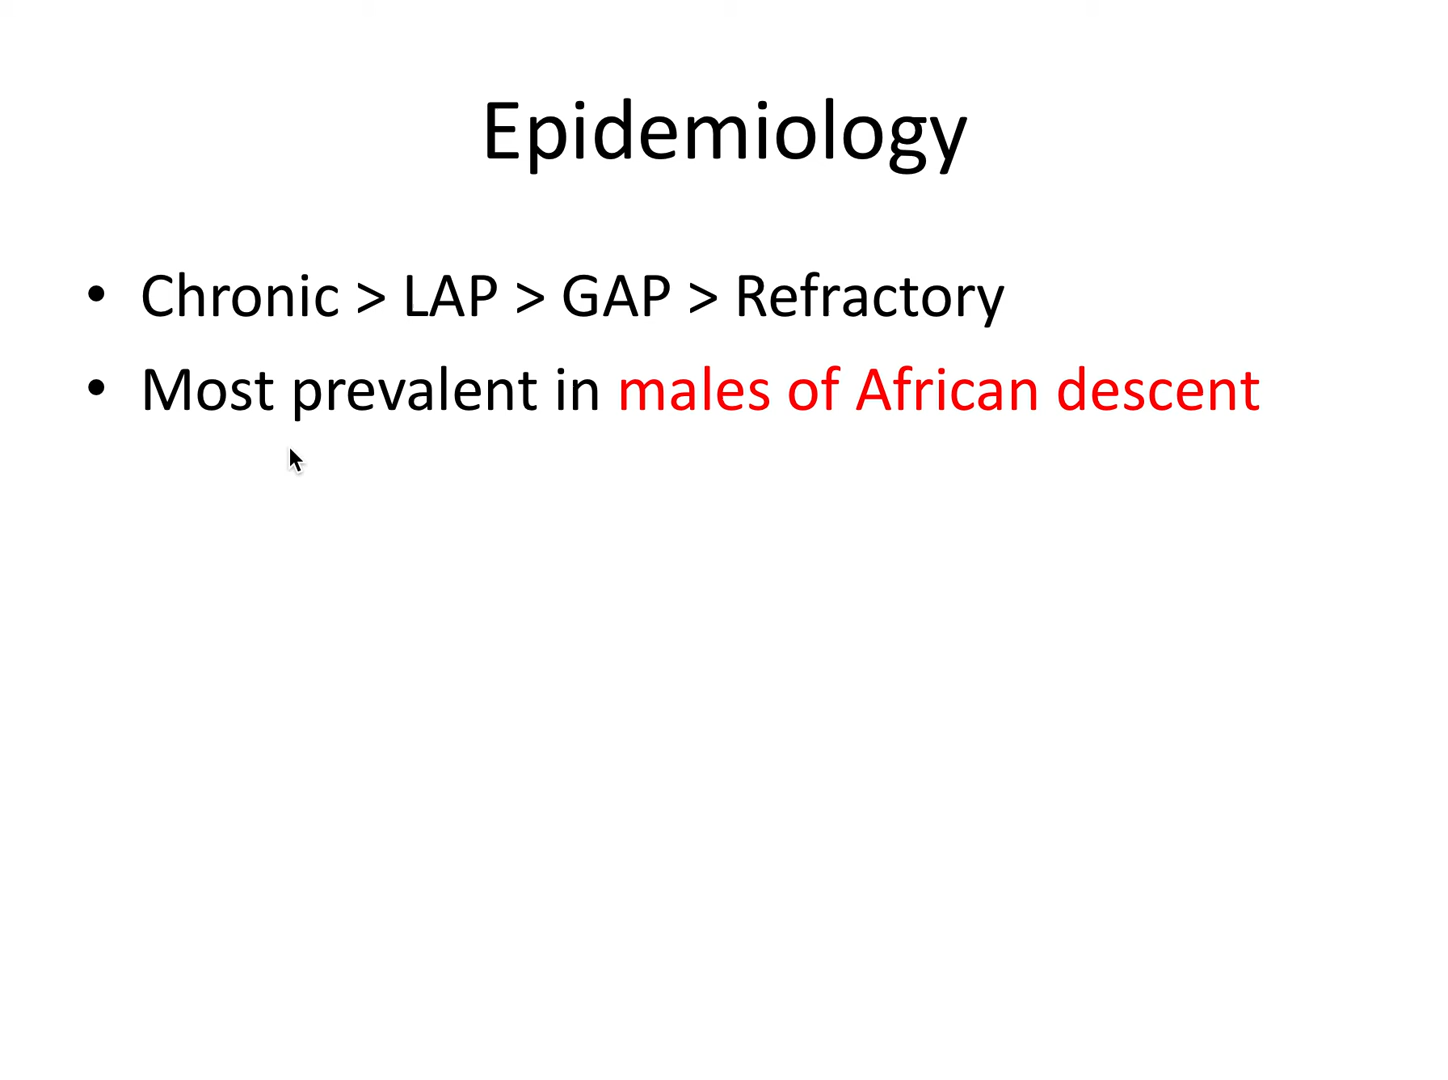 Epidemiology
• Chronic > LAP > GAP > Refractory
• Most prevalent in males of African descent